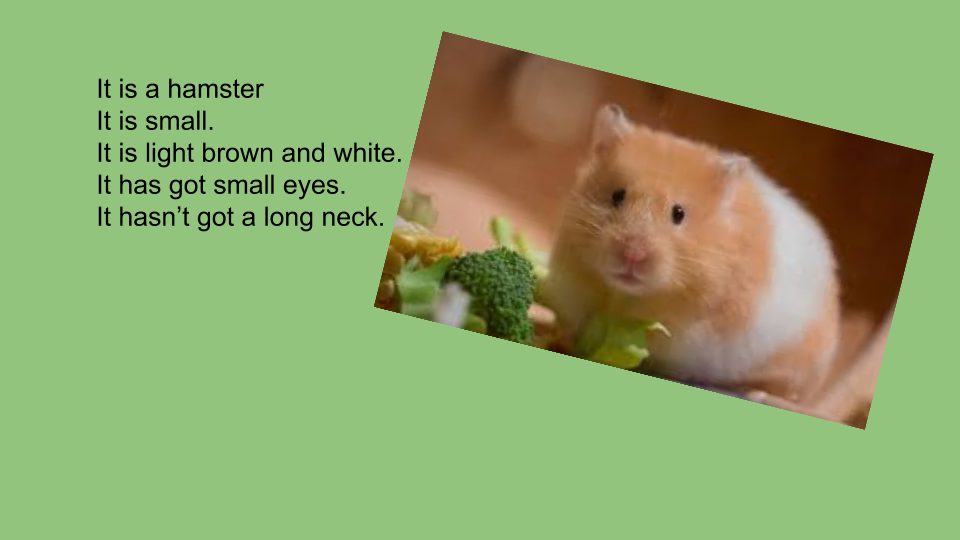 It is a hamster
It is small.
It is light brown and white.
It has got small eyes.
It hasn’t got a long neck.